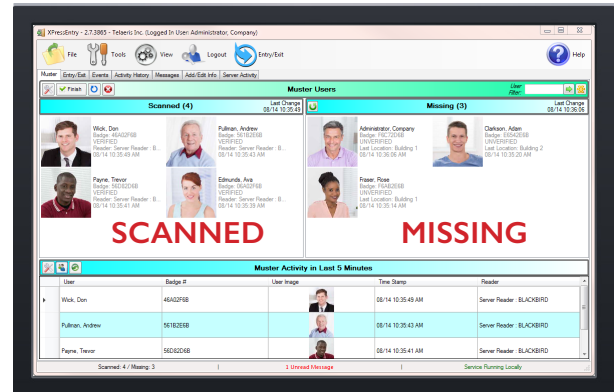 XPressEntry - 2.7.3865 - Telaeris Inc. (Logged In User: Administrator, Company)
File Tools View Logout Entry/Exit Help
Muster Entry/Exit Events Activity History Messages Add/Edit Info Server Activity
Finish Muster Users User Filter:
Scanned (4) Last Change 08/14 10:35:49
Missing (3) Last Change 08/14 10:36:06
Wick, Don
Badge: 46A02F6B
VERIFIED
Reader: Server Reader : B...
08/14 10:35:49 AM
Pullman, Andrew
Badge: 561B2E6B
VERIFIED
Reader: Server Reader : B...
08/14 10:35:43 AM
Payne, Trevor
Badge: 56D82D6B
VERIFIED
Reader: Server Reader : B...
08/14 10:35:41 AM
Edmunds, Ava
Badge: 06A02F6B
VERIFIED
Reader: Server Reader : B...
08/14 10:35:39 AM
SCANNED
Administrator, Company
Badge: F6C72D6B
UNVERIFIED
Last Location: Building 1
08/14 10:36:06 AM
Clarkson, Adam
Badge: E6542E6B
UNVERIFIED
Last Location: Building 2
08/14 10:35:20 AM
Fraser, Rose
Badge: F6AB2E6B
UNVERIFIED
Last Location: Building 1
08/14 10:35:14 AM
MISSING
Muster Activity in Last 5 Minutes
User Badge # User Image Time Stamp Reader
Wick, Don 46A02F6B 08/14 10:35:49 AM Server Reader : BLACKBIRD
Pullman, Andrew 561B2E6B 08/14 10:35:43 AM Server Reader : BLACKBIRD
Payne, Trevor 56D82D6B 08/14 10:35:41 AM Server Reader : BLACKBIRD
Scanned: 4 / Missing: 3 | 1 Unread Message | Service Running Locally